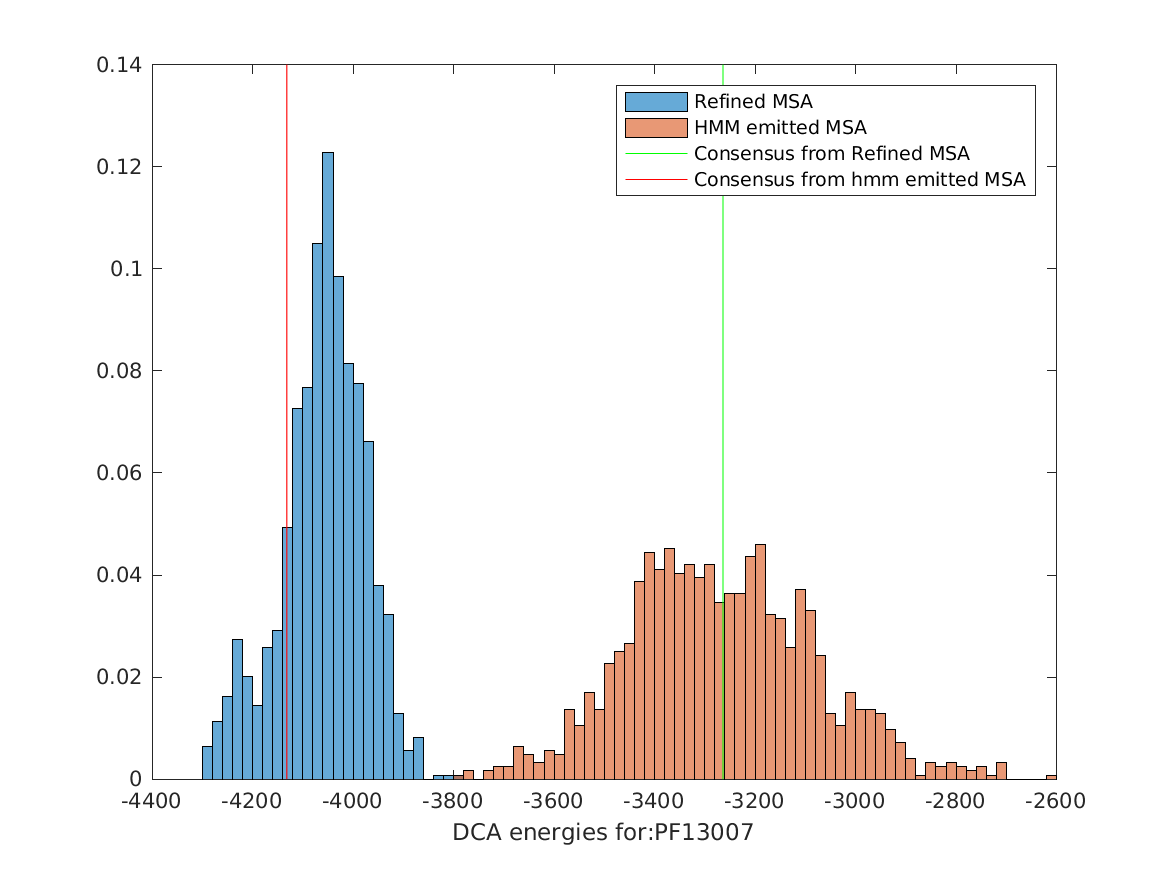 0.14
0.12
0.1
0.08
0.06
0.04
0.02
0
Refined MSA
HMM emitted MSA
Consensus from Refined MSA
Consensus from hmm emitted MSA
-4400 -4200 -4000 -3800 -3600 -3400 -3200 -3000 -2800 -2600
DCA energies for:PF13007